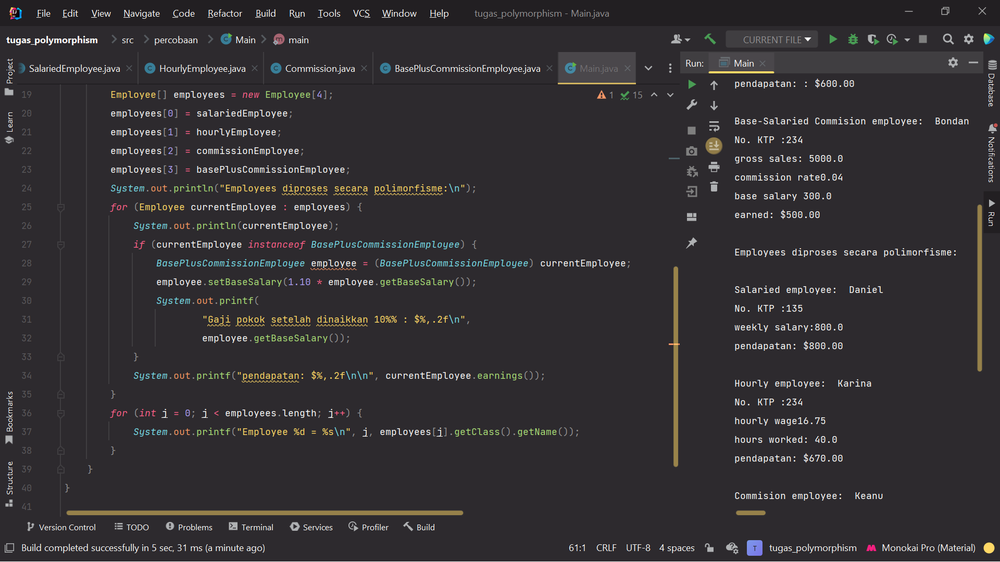 File Edit View Navigate Code Refactor Build Run Tools VCS Window Help tugas_polymorphism - Main.java
tugas_polymorphism src percobaan Main main CURRENT FILE
SalariedEmployee.java HourlyEmployee.java Commission.java BasePlusCommissionEmployee.java Main.java
Run: Main
Project
Learn
Bookmarks
Structure
1 15
19 Employee[] employees = new Employee[4];
20 employees[0] = salariedEmployee;
21 employees[1] = hourlyEmployee;
22 employees[2] = commissionEmployee;
23 employees[3] = basePlusCommissionEmployee;
24 System.out.println("Employees diproses secara polimorfisme:\n");
25 for (Employee currentEmployee : employees) {
26 System.out.println(currentEmployee);
27 if (currentEmployee instanceof BasePlusCommissionEmployee) {
28 BasePlusCommissionEmployee employee = (BasePlusCommissionEmployee) currentEmployee;
29 employee.setBaseSalary(1.10 * employee.getBaseSalary());
30 System.out.printf(
31 "Gaji pokok setelah dinaikkan 10%% : $%,.2f\n",
32 employee.getBaseSalary());
33 }
34 System.out.printf("pendapatan: $%,.2f\n\n", currentEmployee.earnings());
35 }
36 for (int j = 0; j < employees.length; j++) {
37 System.out.printf("Employee %d = %s\n", j, employees[j].getClass().getName());
38 }
39 }
40 }
41
pendapatan: : $600.00
Base-Salaried Commision employee:  Bondan
No. KTP :234
gross sales: 5000.0
commission rate0.04
base salary 300.0
earned: $500.00
Employees diproses secara polimorfisme:
Salaried employee:  Daniel
No. KTP :135
weekly salary:800.0
pendapatan: $800.00
Hourly employee:  Karina
No. KTP :234
hourly wage16.75
hours worked: 40.0
pendapatan: $670.00
Commision employee:  Keanu
Database
Notifications
Run
Version Control TODO Problems Terminal Services Profiler Build
Build completed successfully in 5 sec, 31 ms (a minute ago) 61:1 CRLF UTF-8 4 spaces T tugas_polymorphism Monokai Pro (Material)